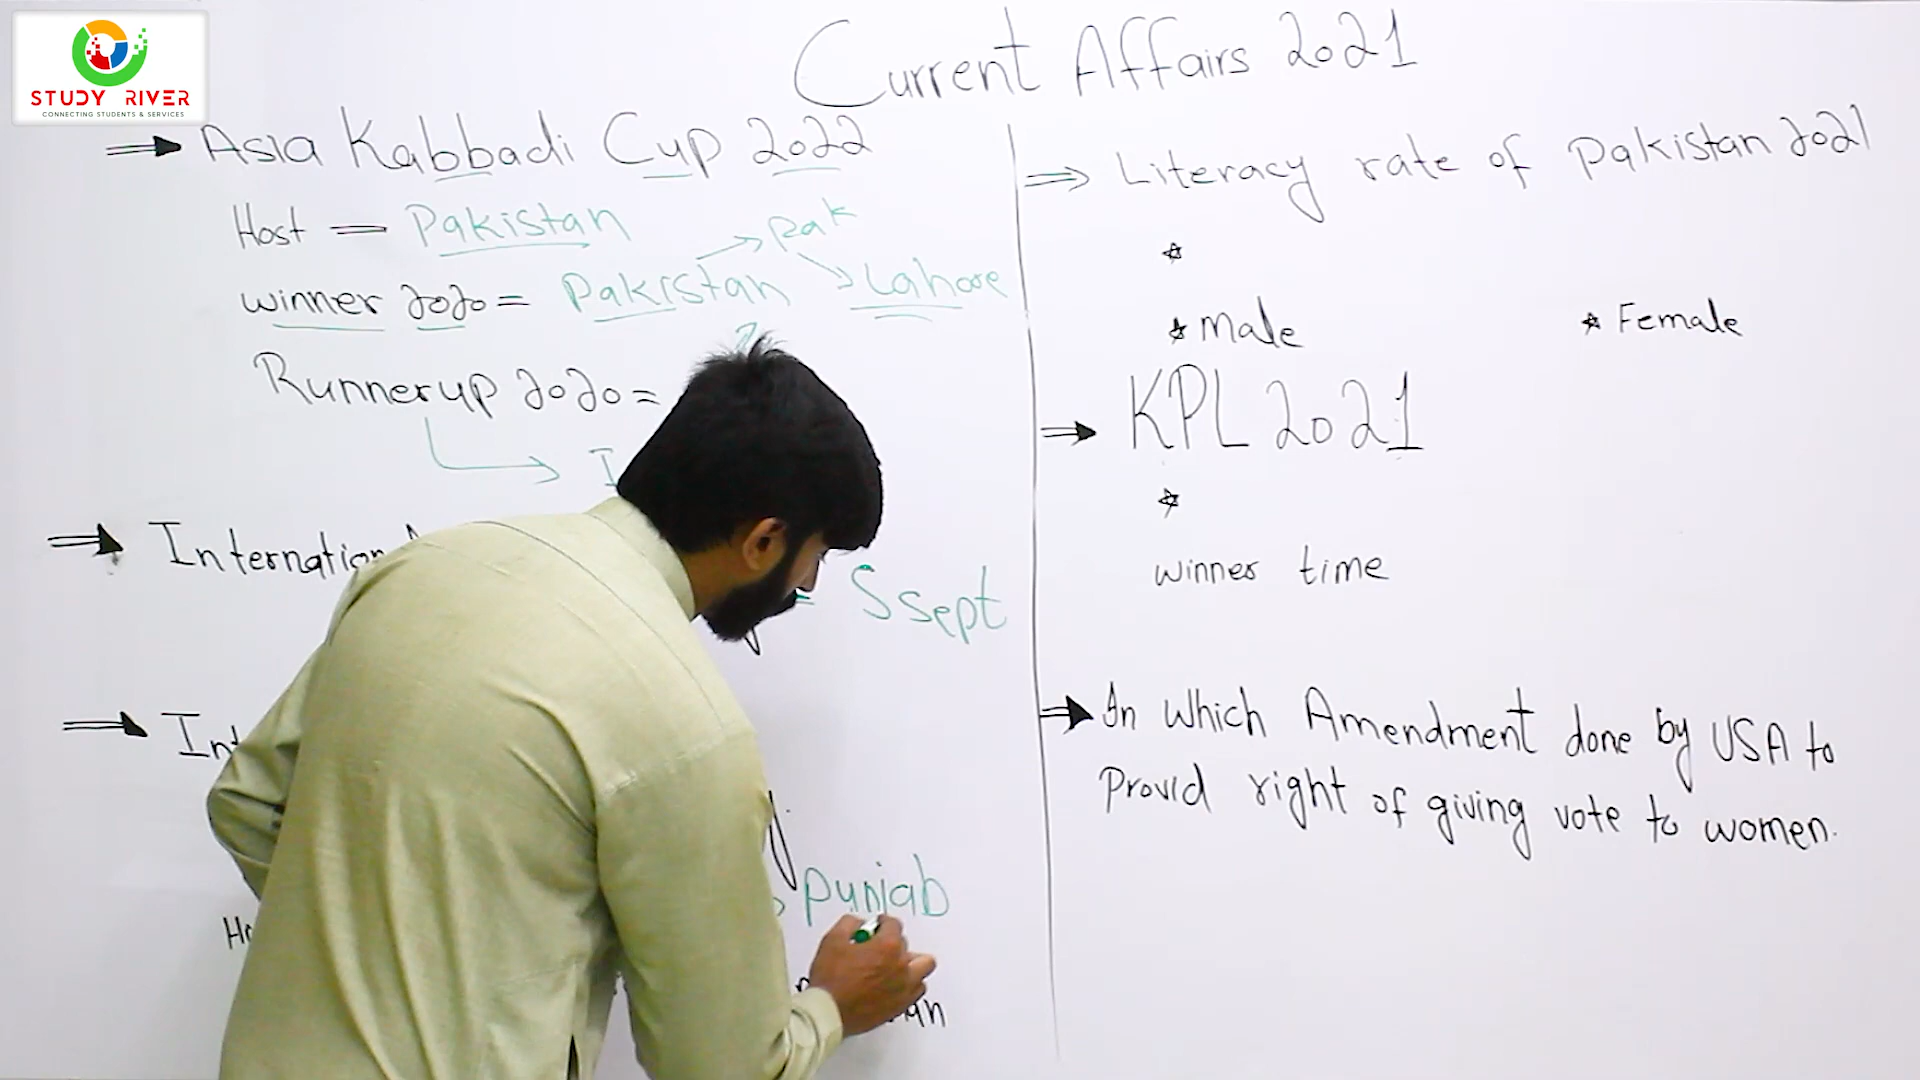 STUDY RIVER
CONNECTING STUDENTS & SERVICES
Current Affairs 2021
Asia Kabbadi Cup 2022
Host = Pakistan
winner 2020 = Pakistan → Pak → Lahore
Runnerup 2020 =
= 5 sept
Punjab
Literacy rate of Pakistan 2021
* Male * Female
KPL 2021
winner time
In which Amendment done by USA to
Provid right of giving vote to women.